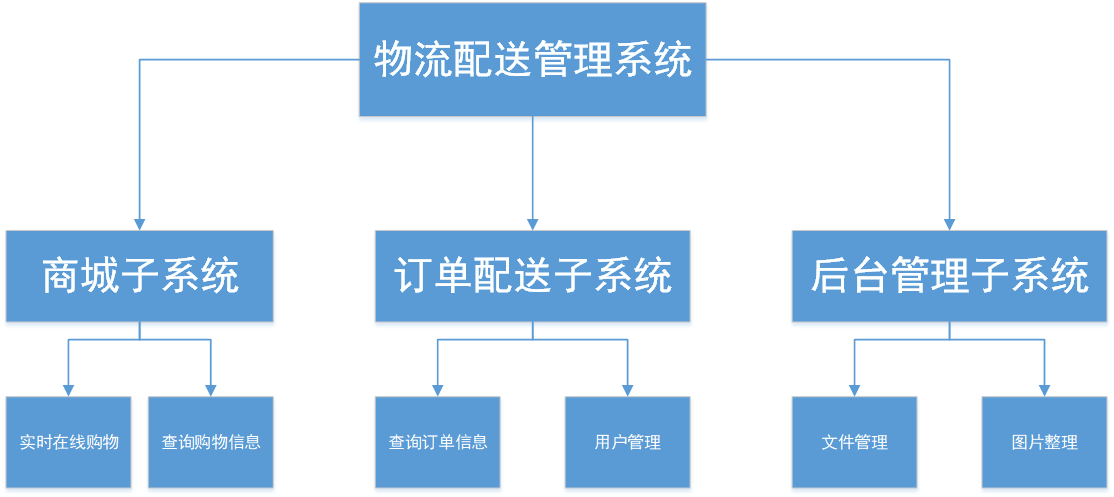 物流配送管理系统
商城子系统
订单配送子系统
后台管理子系统
实时在线购物
查询购物信息
查询订单信息
用户管理
文件管理
图片整理